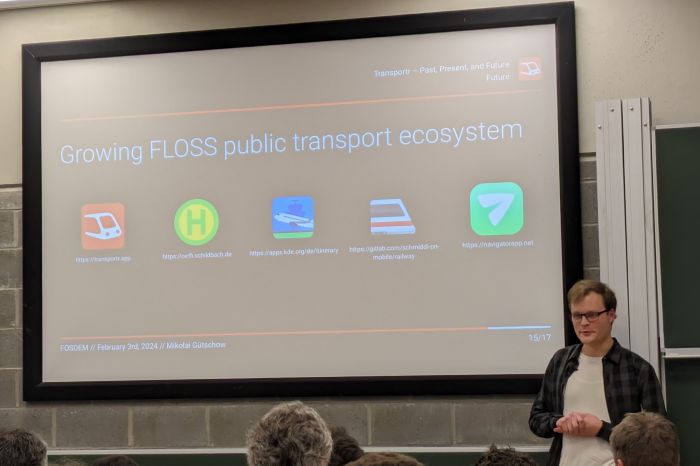 Transportr — Past, Present, and Future
Future
Growing FLOSS public transport ecosystem
H
https://transportr.app
https://oeffi.schildbach.de
https://apps.kde.org/de/itinerary
https://gitlab.com/schmiddi-on-
mobile/railway
https://navigatorapp.net
FOSDEM // February 3rd, 2024 // Mikolai Gütschow
15/17